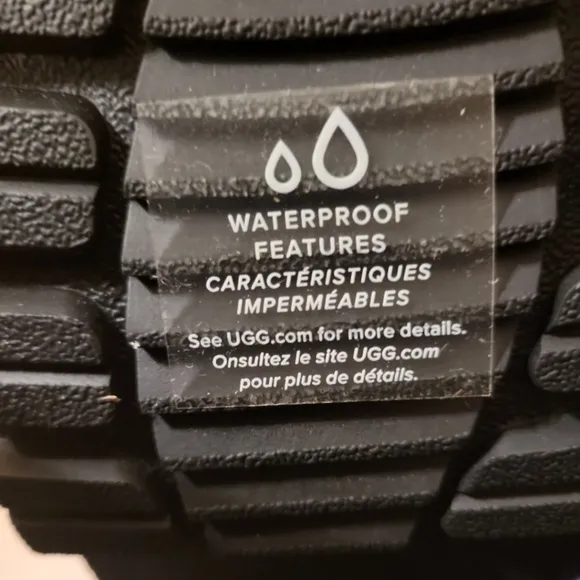 WATERPROOF
FEATURES
CARACTÉRISTIQUES
IMPERMÉABLES
See UGG.com for more details.
Onsultez le site UGG.com
pour plus de détails.